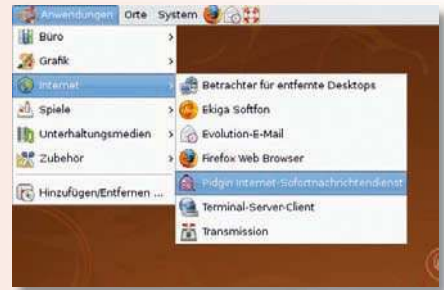 Anwendungen Orte System
Büro
Grafik
Internet
Spiele
Unterhaltungsmedien
Zubehör
Hinzufügen/Entfernen ...
Betrachter für entfernte Desktops
Ekiga Softfon
Evolution-E-Mail
Firefox Web Browser
Pidgin Internet-Sofortnachrichtendienst
Terminal-Server-Client
Transmission